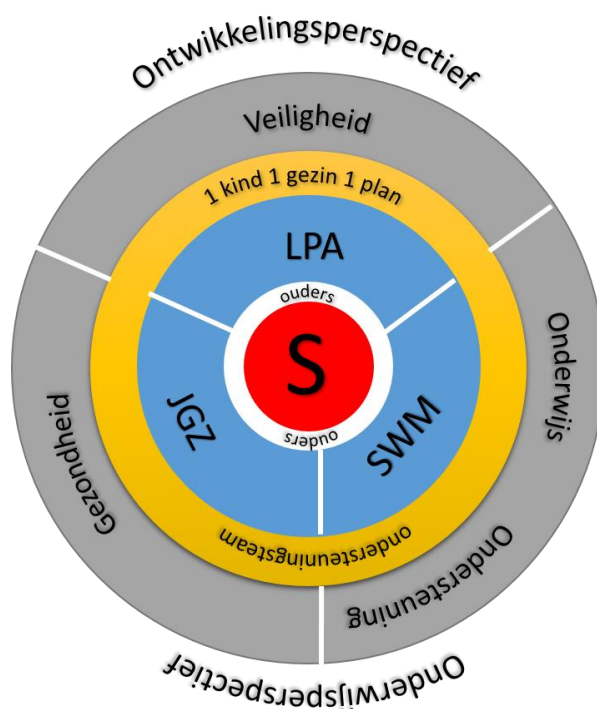 Ontwikkelingsperspectief
Veiligheid
1 kind 1 gezin 1 plan
LPA
ouders
S
ouders
JGZ
SWM
Gezondheid
Onderwijs
Ondersteuning
ondersteuningsteam
Onderwijsperspectief